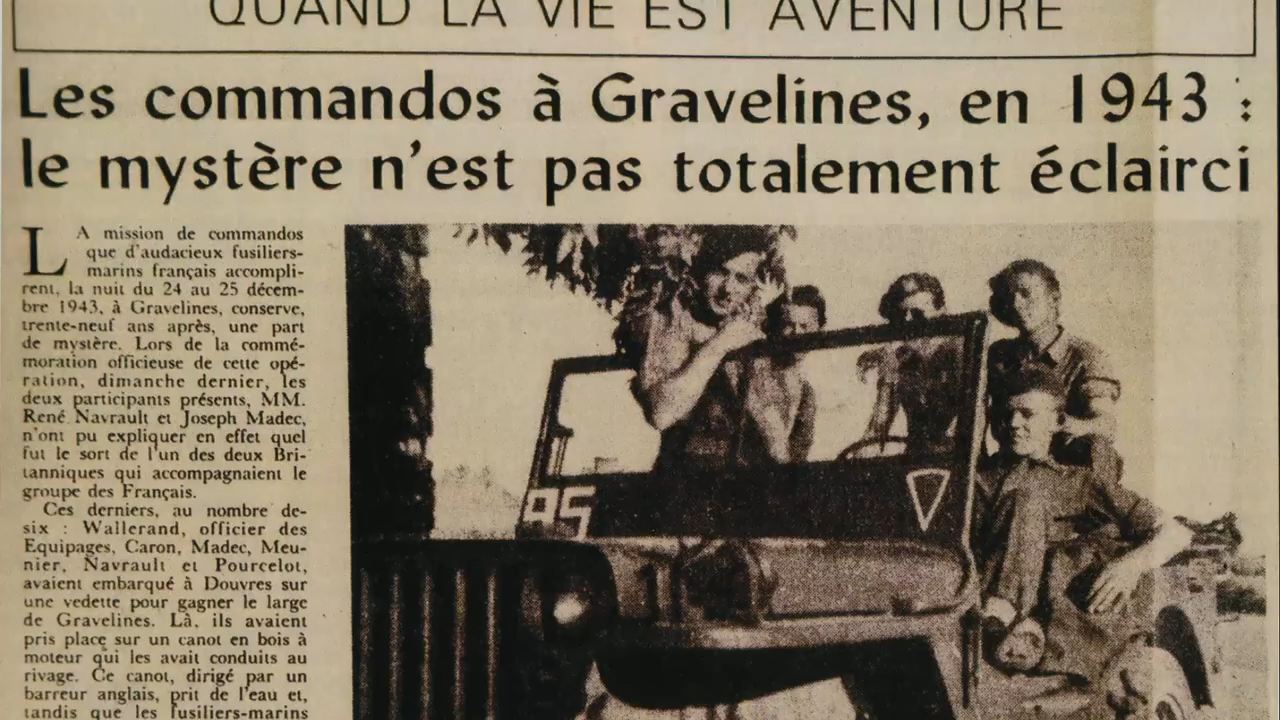 QUAND LA VIE EST AVENTURE
Les commandos à Gravelines, en 1943 :
le mystère n'est pas totalement éclairci
LA mission de commandos
que d'audacieux fusiliers-
marins français accompli-
rent, la nuit du 24 au 25 décem-
bre 1943, à Gravelines, conserve,
trente-neuf ans après, une part
de mystère. Lors de la commé-
moration officieuse de cette opé-
ration, dimanche dernier, les
deux participants présents, MM.
René Navrault et Joseph Madec,
n'ont pu expliquer en effet quel
fut le sort de l'un des deux Bri-
tanniques qui accompagnaient le
groupe des Français.
Ces derniers, au nombre de
six : Wallerand, officier des
Equipages, Caron, Madec, Meu-
nier, Navrault et Pourcelot,
avaient embarqué à Douvres sur
une vedette pour gagner le large
de Gravelines. Là, ils avaient
pris place sur un canot en bois à
moteur qui les avait conduits au
rivage. Ce canot, dirigé par un
barreur anglais, prit de l'eau et,
tandis que les fusiliers-marins
95